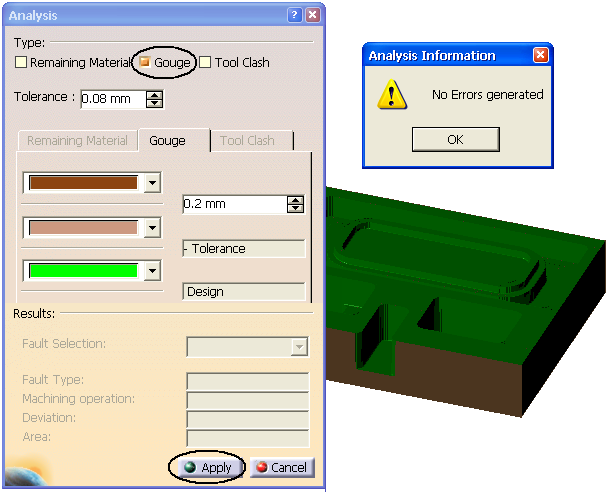 Analysis
Type:
Remaining Material Gouge Tool Clash
Tolerance : 0.08 mm
Remaining Material Gouge Tool Clash
0.2 mm
- Tolerance
Design
Results:
Fault Selection:
Fault Type:
Machining operation:
Deviation:
Area:
Apply Cancel
Analysis Information
No Errors generated
OK